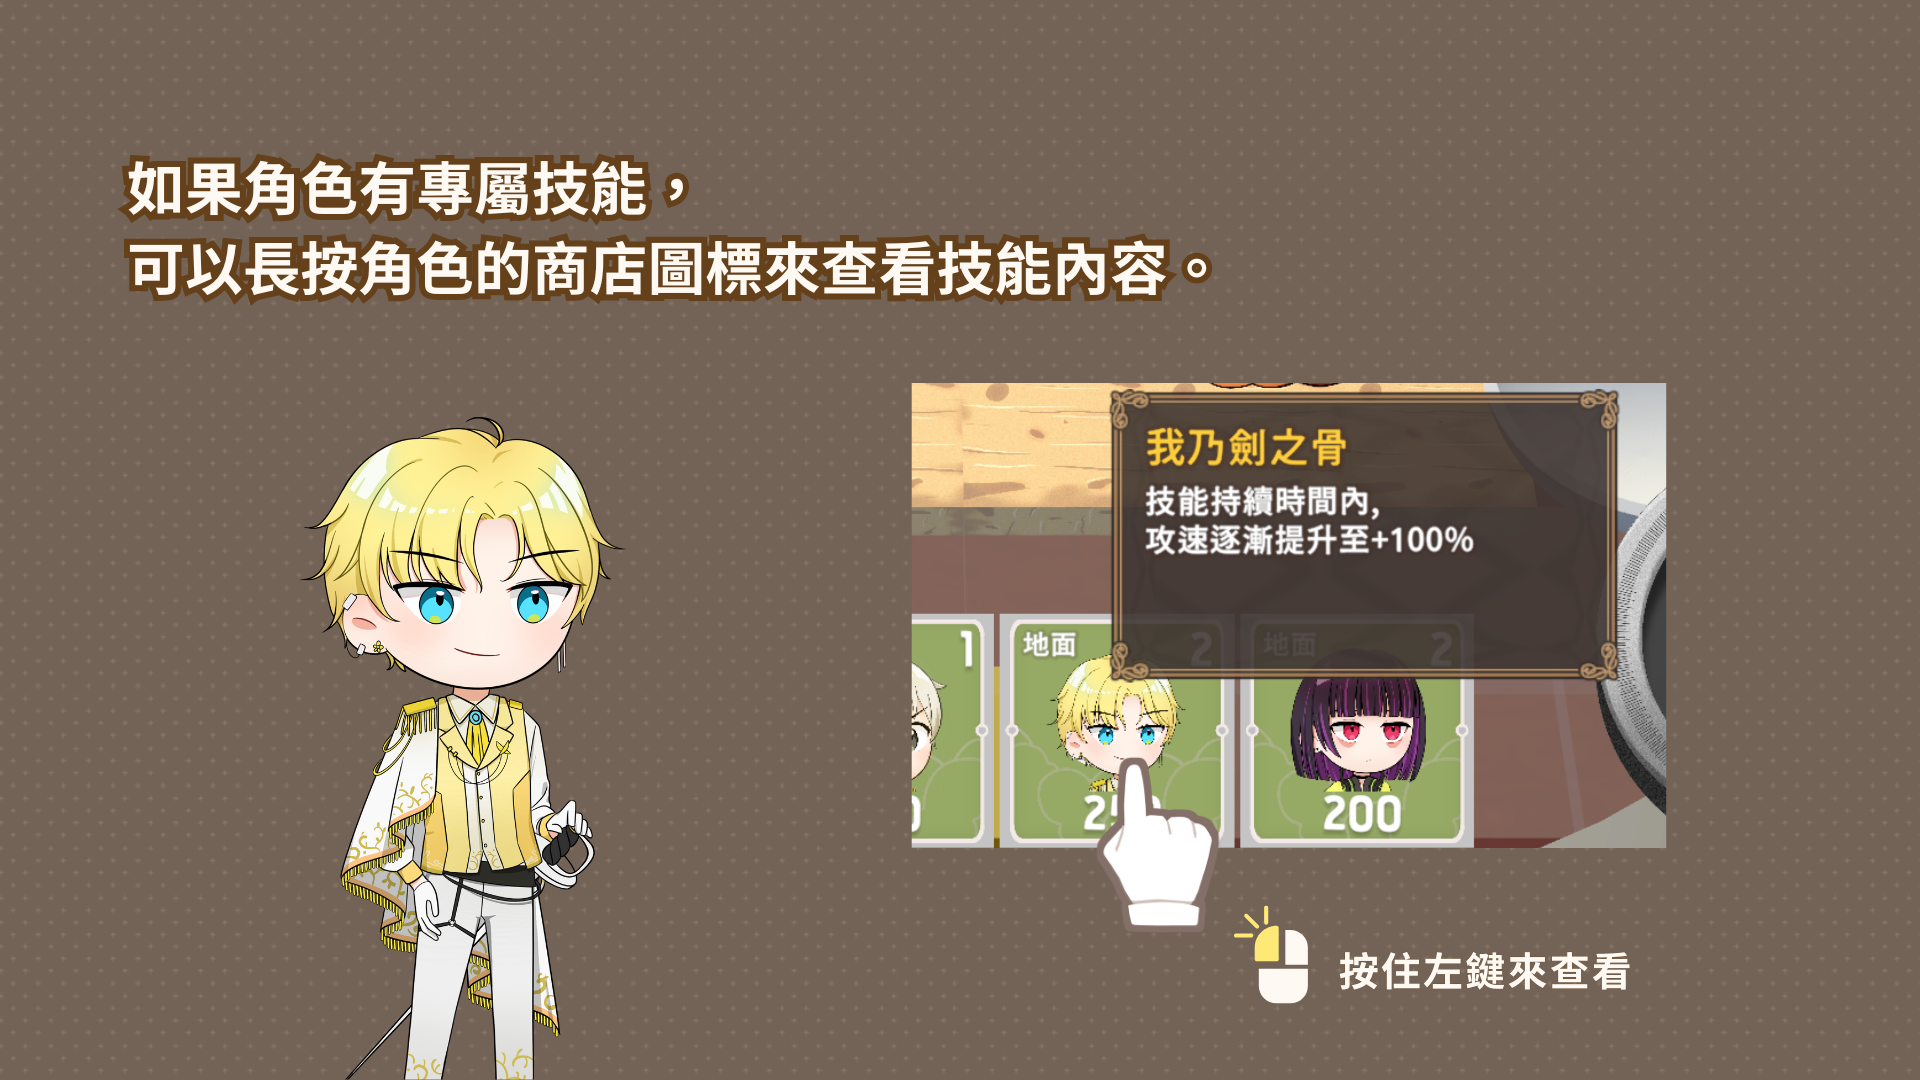 如果角色有專屬技能，
可以長按角色的商店圖標來查看技能內容。
我乃劍之骨
技能持續時間內,
攻速逐漸提升至+100%
1
地面
2
地面
2
200
按住左鍵來查看